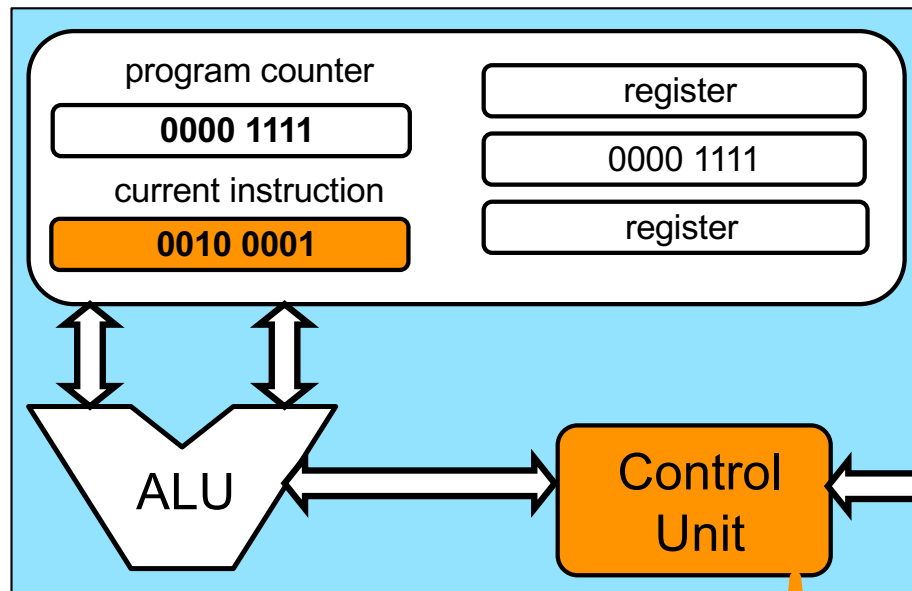 program counter
0000 1111
current instruction
0010 0001
register
0000 1111
register
ALU
Control
Unit